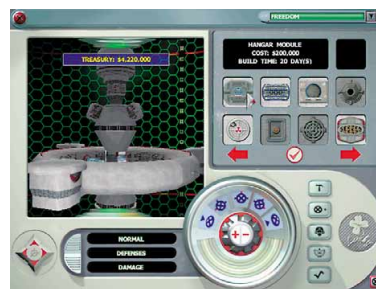 FREEDOM
TREASURY: $4,220,000
HANGAR MODULE
COST: $200,000
BUILD TIME: 20 DAY(S)
NORMAL
DEFENSES
DAMAGE